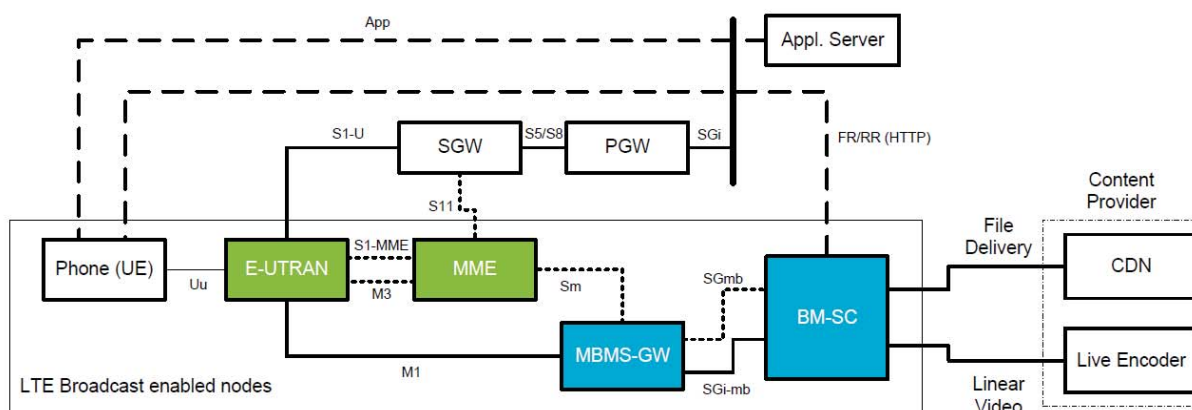 App
Appl. Server
S1-U
SGW
S5/S8
PGW
SGi
FR/RR (HTTP)
S11
Content
Provider
File
Delivery
Phone (UE)
Uu
E-UTRAN
S1-MME
M3
MME
Sm
SGmb
BM-SC
CDN
MBMS-GW
M1
SGi-mb
Live Encoder
LTE Broadcast enabled nodes
Linear
Video